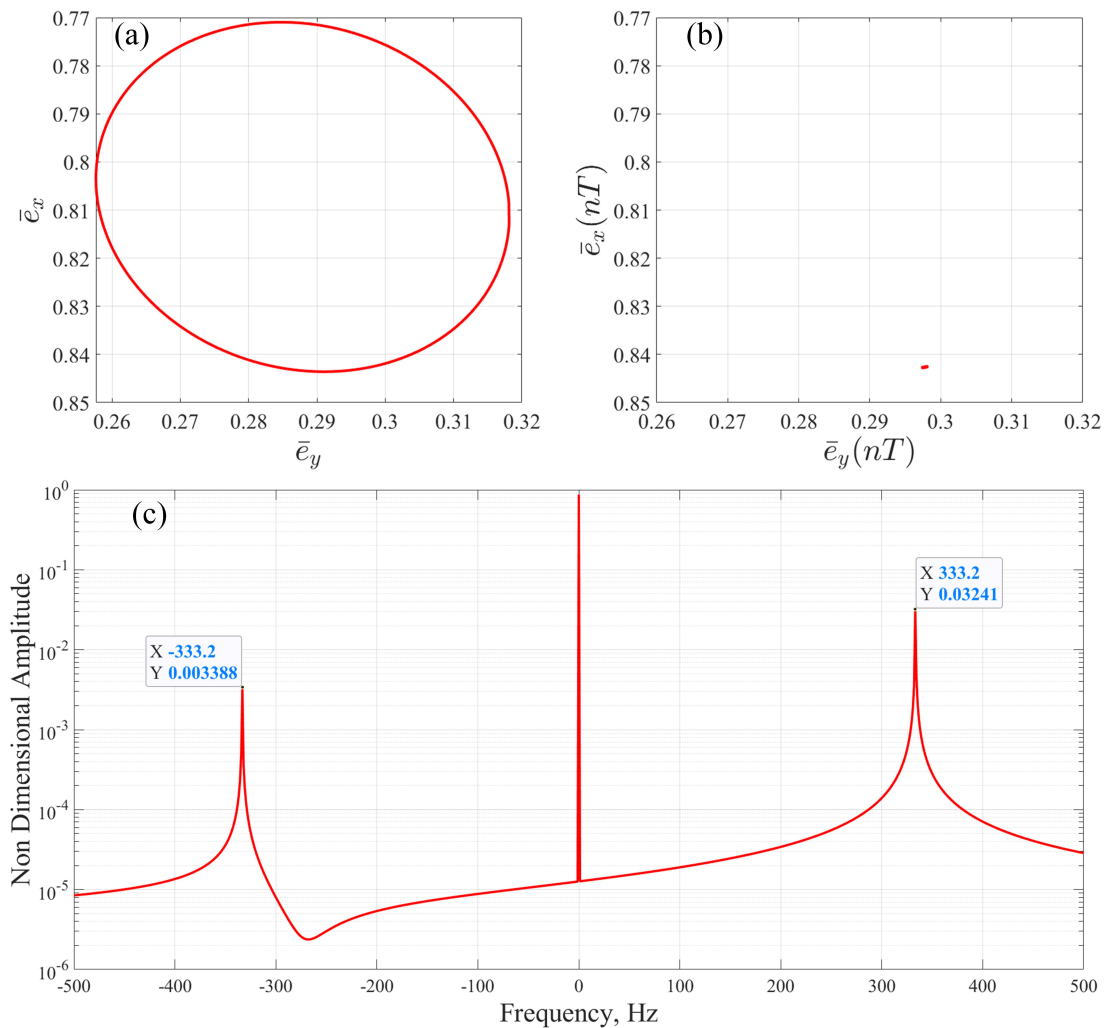 (a)
0.77
0.78
0.79
0.8
0.81
0.82
0.83
0.84
0.85
ēₓ
0.26 0.27 0.28 0.29 0.3 0.31 0.32
ē_y
(b)
0.77
0.78
0.79
0.8
0.81
0.82
0.83
0.84
0.85
ēₓ(nT)
0.26 0.27 0.28 0.29 0.3 0.31 0.32
ē_y(nT)
(c)
10⁰
10⁻¹
10⁻²
10⁻³
10⁻⁴
10⁻⁵
10⁻⁶
Non Dimensional Amplitude
X -333.2
Y 0.003388
X 333.2
Y 0.03241
-500 -400 -300 -200 -100 0 100 200 300 400 500
Frequency, Hz